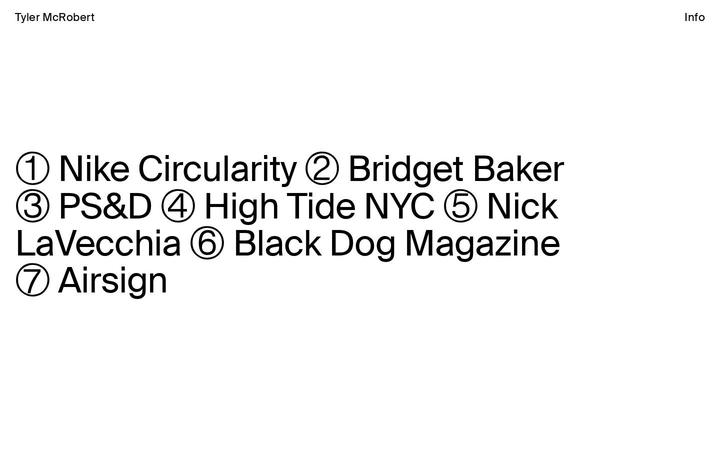 Tyler McRobert
Info
① Nike Circularity ② Bridget Baker
③ PS&D ④ High Tide NYC ⑤ Nick
LaVecchia ⑥ Black Dog Magazine
⑦ Airsign